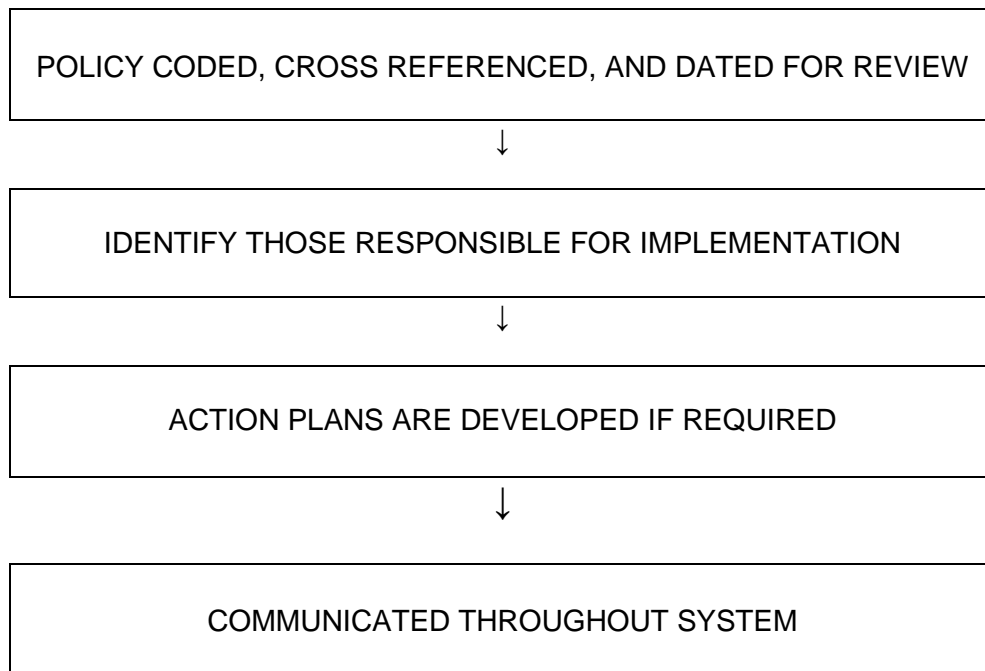 POLICY CODED, CROSS REFERENCED, AND DATED FOR REVIEW
↓
IDENTIFY THOSE RESPONSIBLE FOR IMPLEMENTATION
↓
ACTION PLANS ARE DEVELOPED IF REQUIRED
↓
COMMUNICATED THROUGHOUT SYSTEM